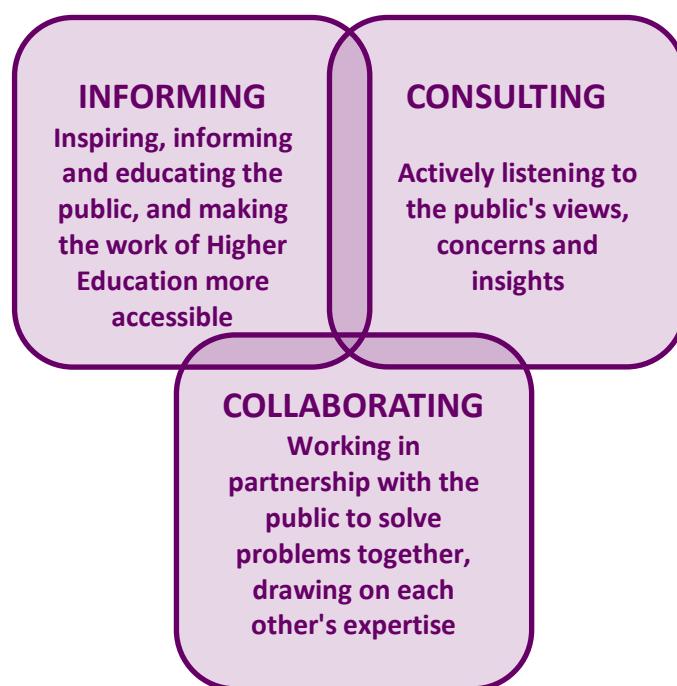 INFORMING
Inspiring, informing
and educating the
public, and making
the work of Higher
Education more
accessible
CONSULTING
Actively listening to
the public's views,
concerns and
insights
COLLABORATING
Working in
partnership with the
public to solve
problems together,
drawing on each
other's expertise